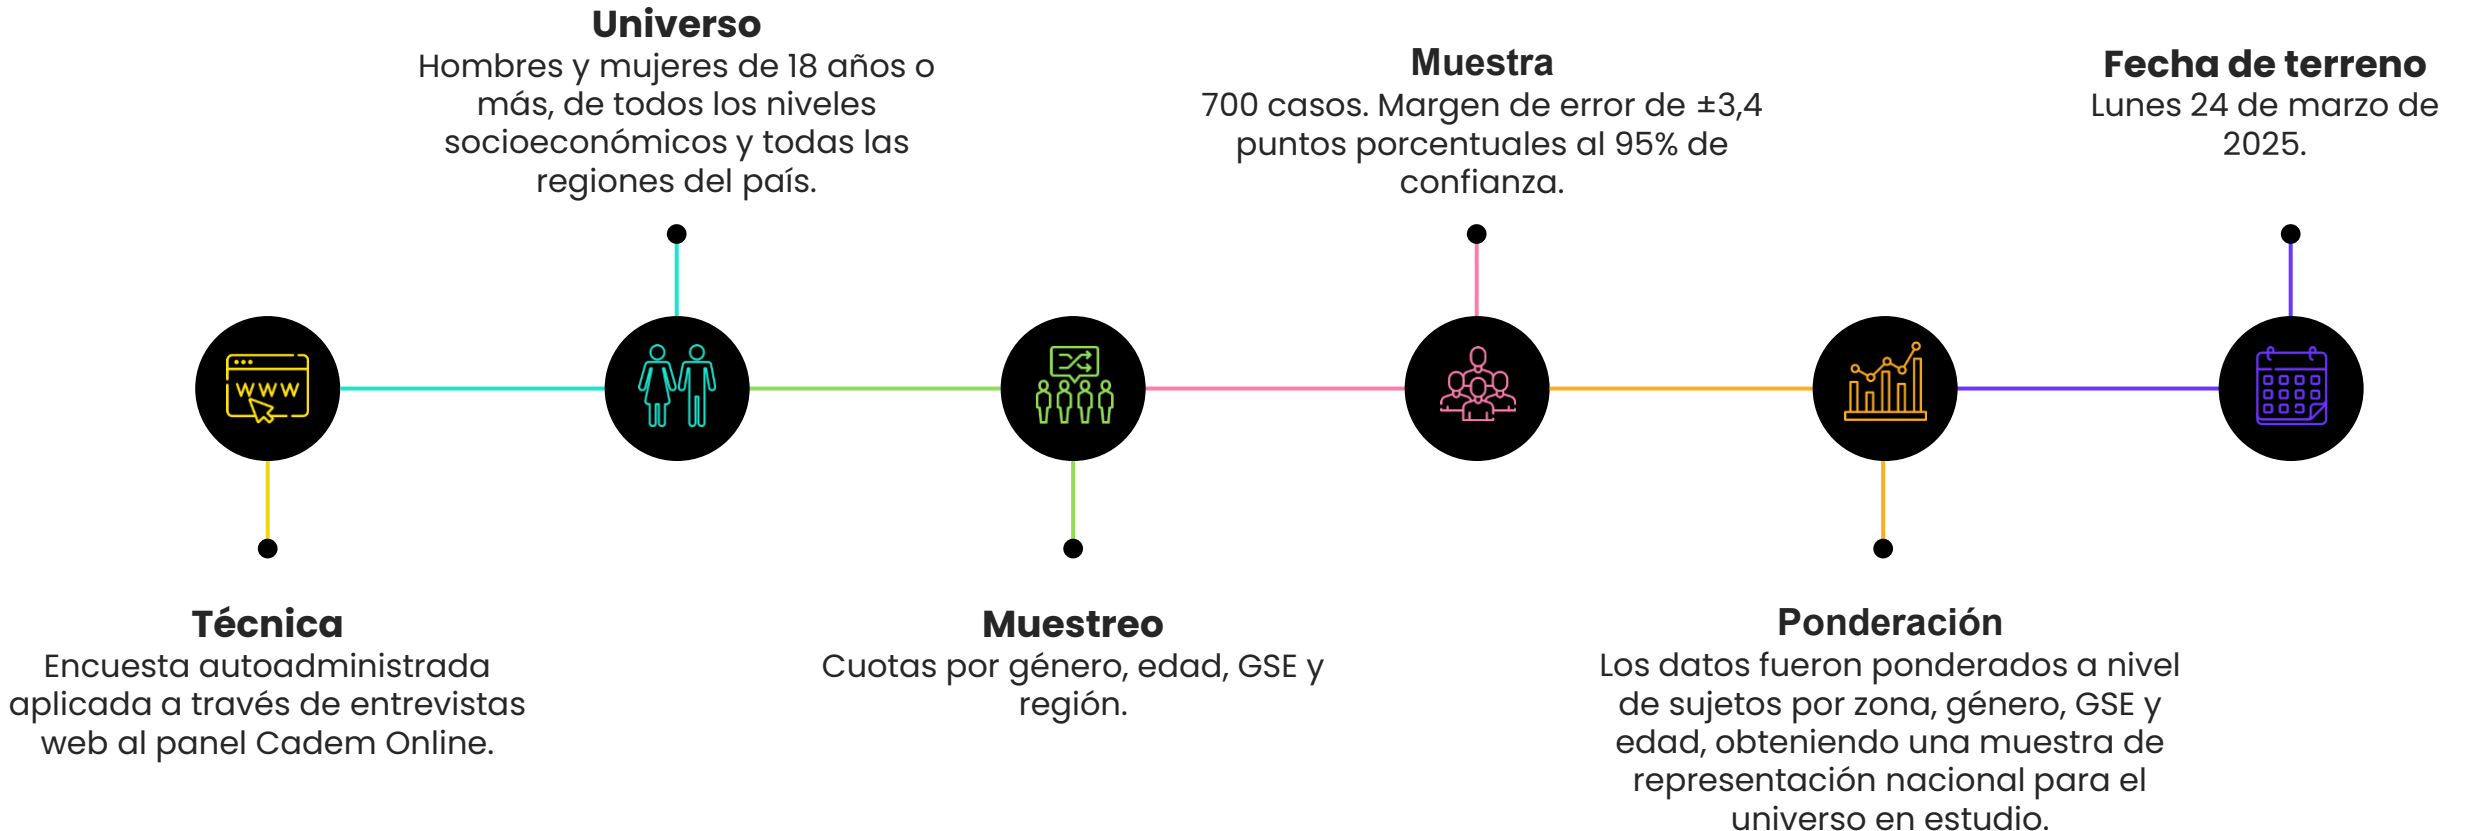 Universo
Hombres y mujeres de 18 años o
más, de todos los niveles
socioeconómicos y todas las
regiones del país.
Muestra
700 casos. Margen de error de ±3,4
puntos porcentuales al 95% de
confianza.
Fecha de terreno
Lunes 24 de marzo de
2025.
WWW
Técnica
Encuesta autoadministrada
aplicada a través de entrevistas
web al panel Cadem Online.
Muestreo
Cuotas por género, edad, GSE y
región.
Ponderación
Los datos fueron ponderados a nivel
de sujetos por zona, género, GSE y
edad, obteniendo una muestra de
representación nacional para el
universo en estudio.